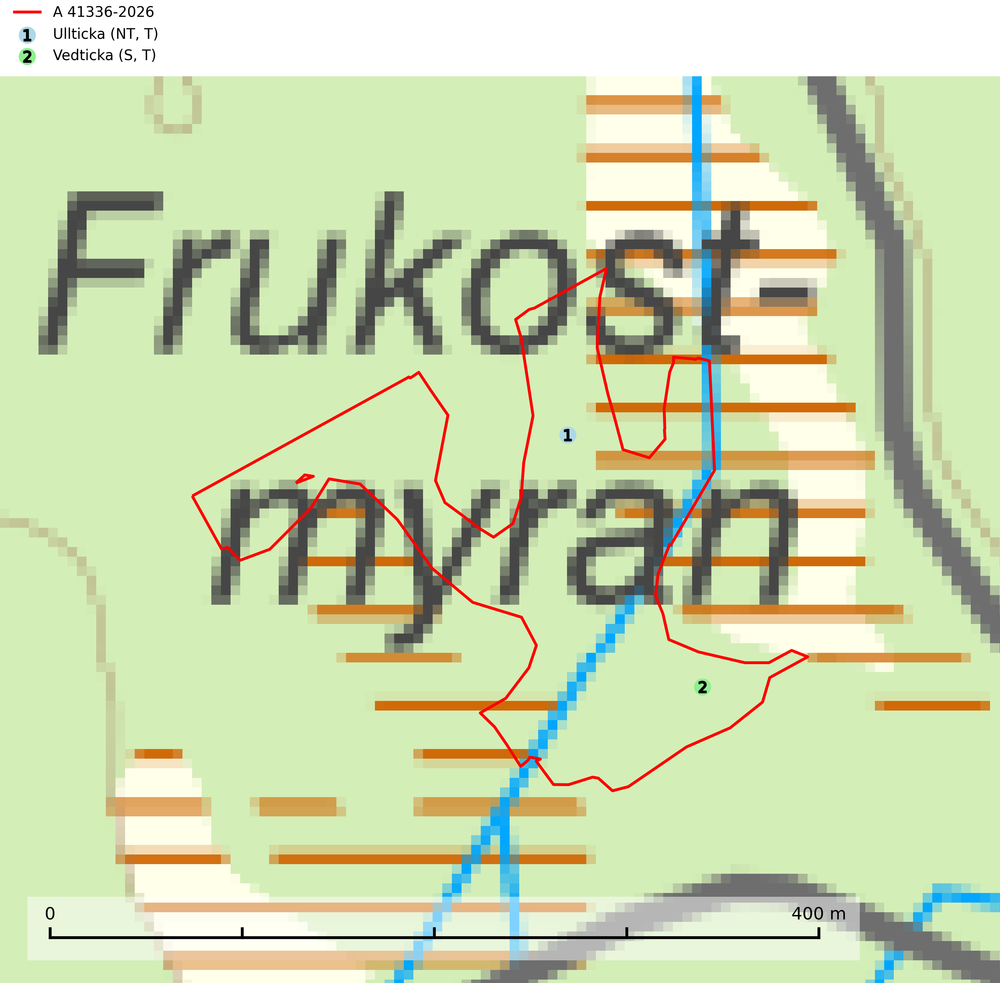 A 41336-2026
1 Ullticka (NT, T)
2 Vedticka (S, T)
Frukost-
myran
1
2
0 400 m